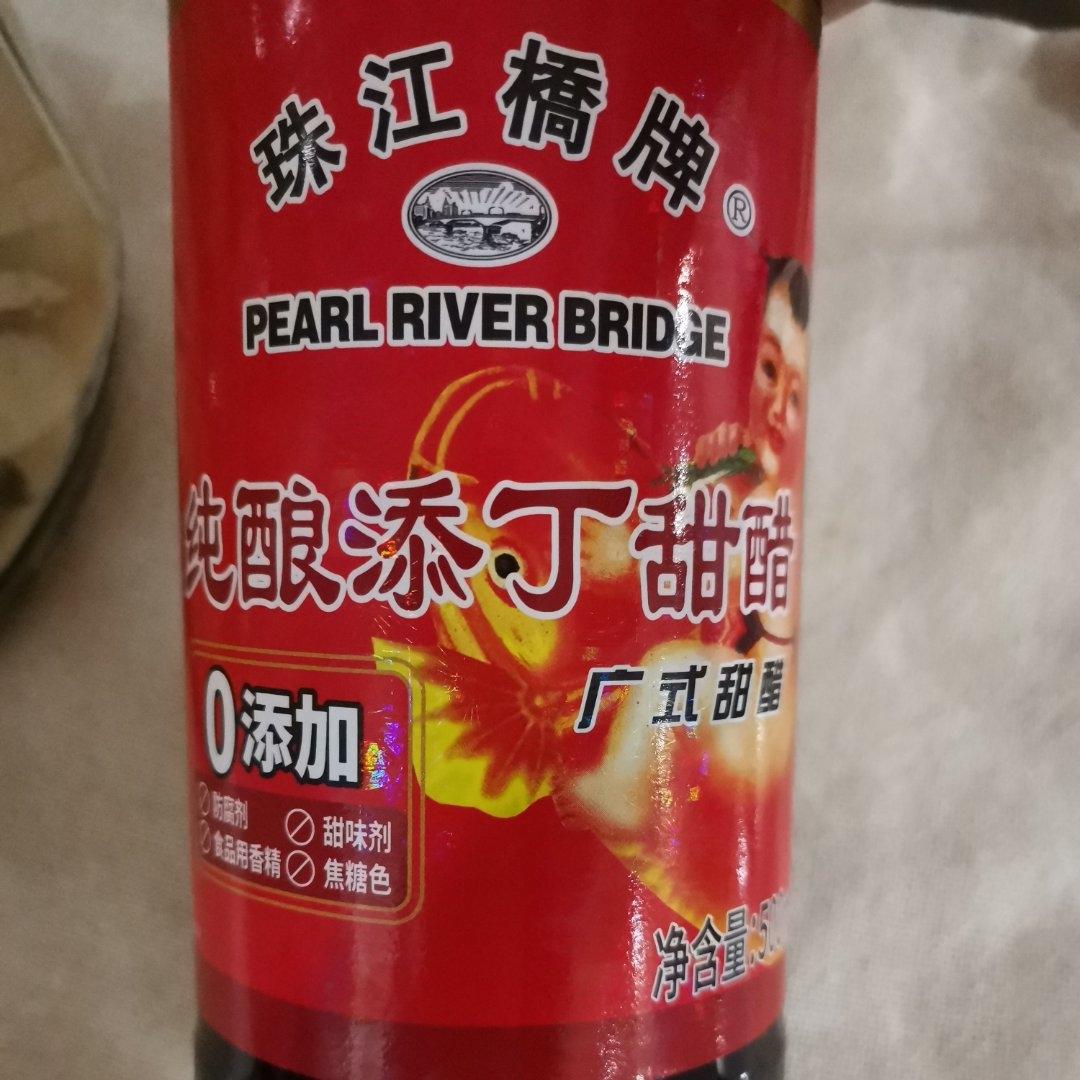 珠江橋牌®
PEARL RIVER BRIDGE
纯酿添丁甜醋
广式甜醋
0添加
防腐剂 甜味剂
食品用香精 焦糖色
净含量:500